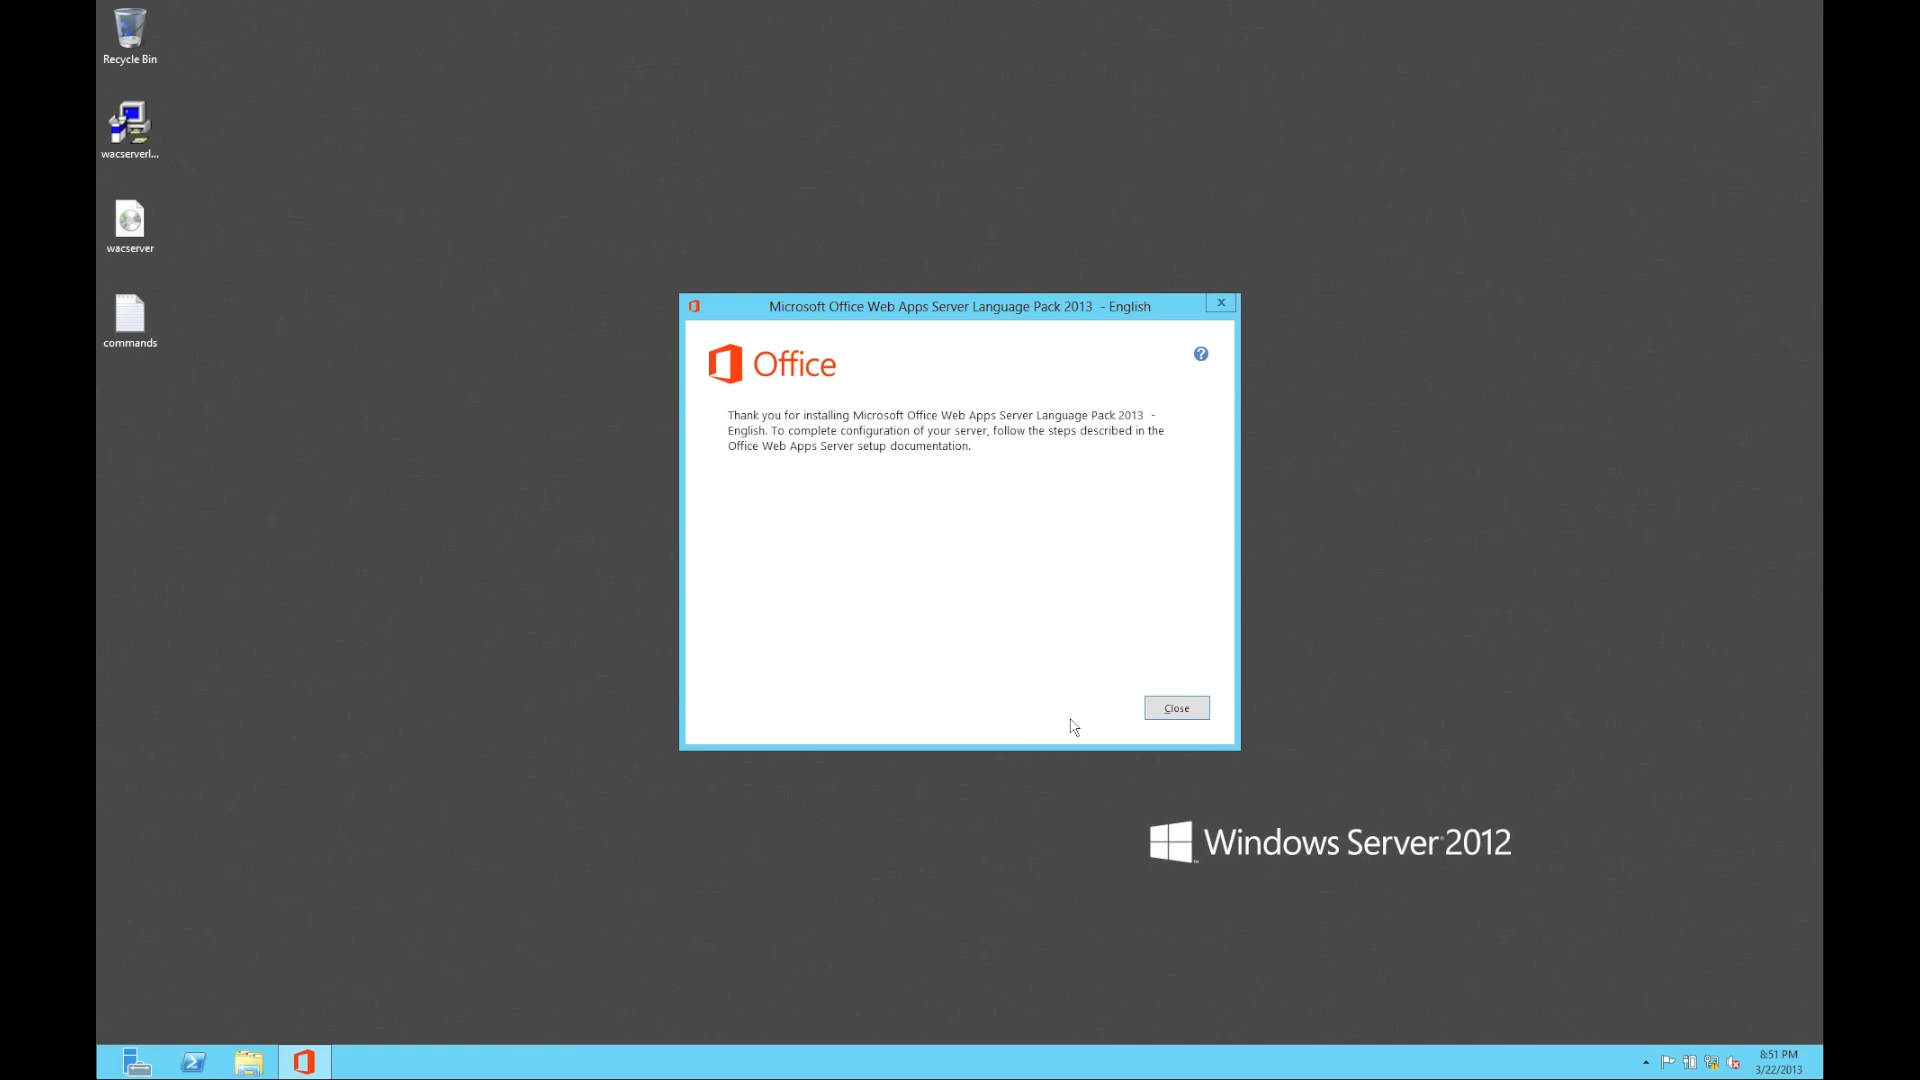 Recycle Bin
wacserverl...
wacserver
commands
Microsoft Office Web Apps Server Language Pack 2013 - English
x
Office
?
Thank you for installing Microsoft Office Web Apps Server Language Pack 2013 -
English. To complete configuration of your server, follow the steps described in the
Office Web Apps Server setup documentation.
Close
Windows Server 2012
8:51 PM
3/22/2013